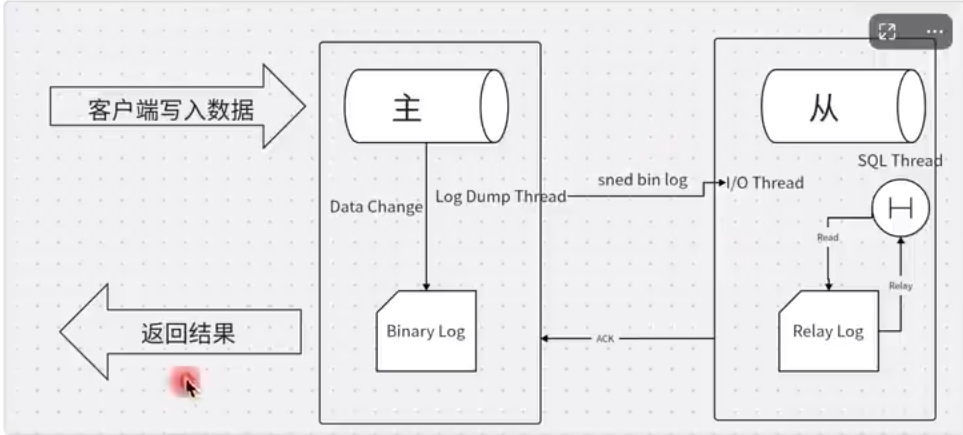 客户端写入数据
主
从
SQL Thread
Data Change
Log Dump Thread
sned bin log
I/O Thread
Read
Relay
Binary Log
Relay Log
返回结果
ACK